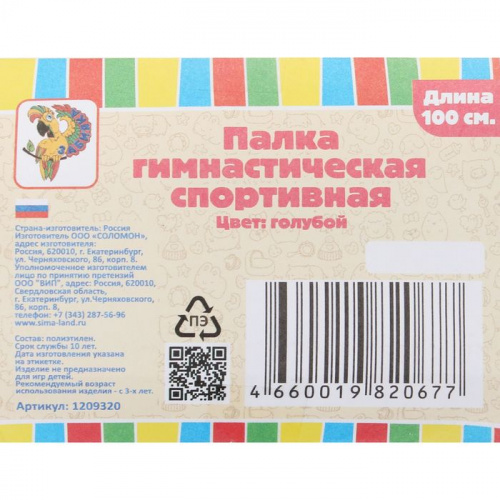 Длина
100 см.
Палка
гимнастическая
спортивная
Цвет: голубой
Страна-изготовитель: Россия
Изготовитель ООО «СОЛОМОН»,
адрес изготовителя:
Россия, 620010, г. Екатеринбург,
ул. Черняховского, 86, корп. 8.
Уполномоченное изготовителем
лицо по принятию претензий
ООО "ВИП", адрес: Россия, 620010,
Свердловская область,
г. Екатеринбург, ул.Черняховского,
86, корп. 8,
телефон: +7 (343) 287-56-96
www.sima-land.ru
Состав: полиэтилен.
Срок службы 10 лет.
Дата изготовления указана
на этикетке.
Изделие не предназначено
для игр детей.
Рекомендуемый возраст
использования изделия - с 3-х лет.
Артикул: 1209320
ПЭ
4 660019 820677